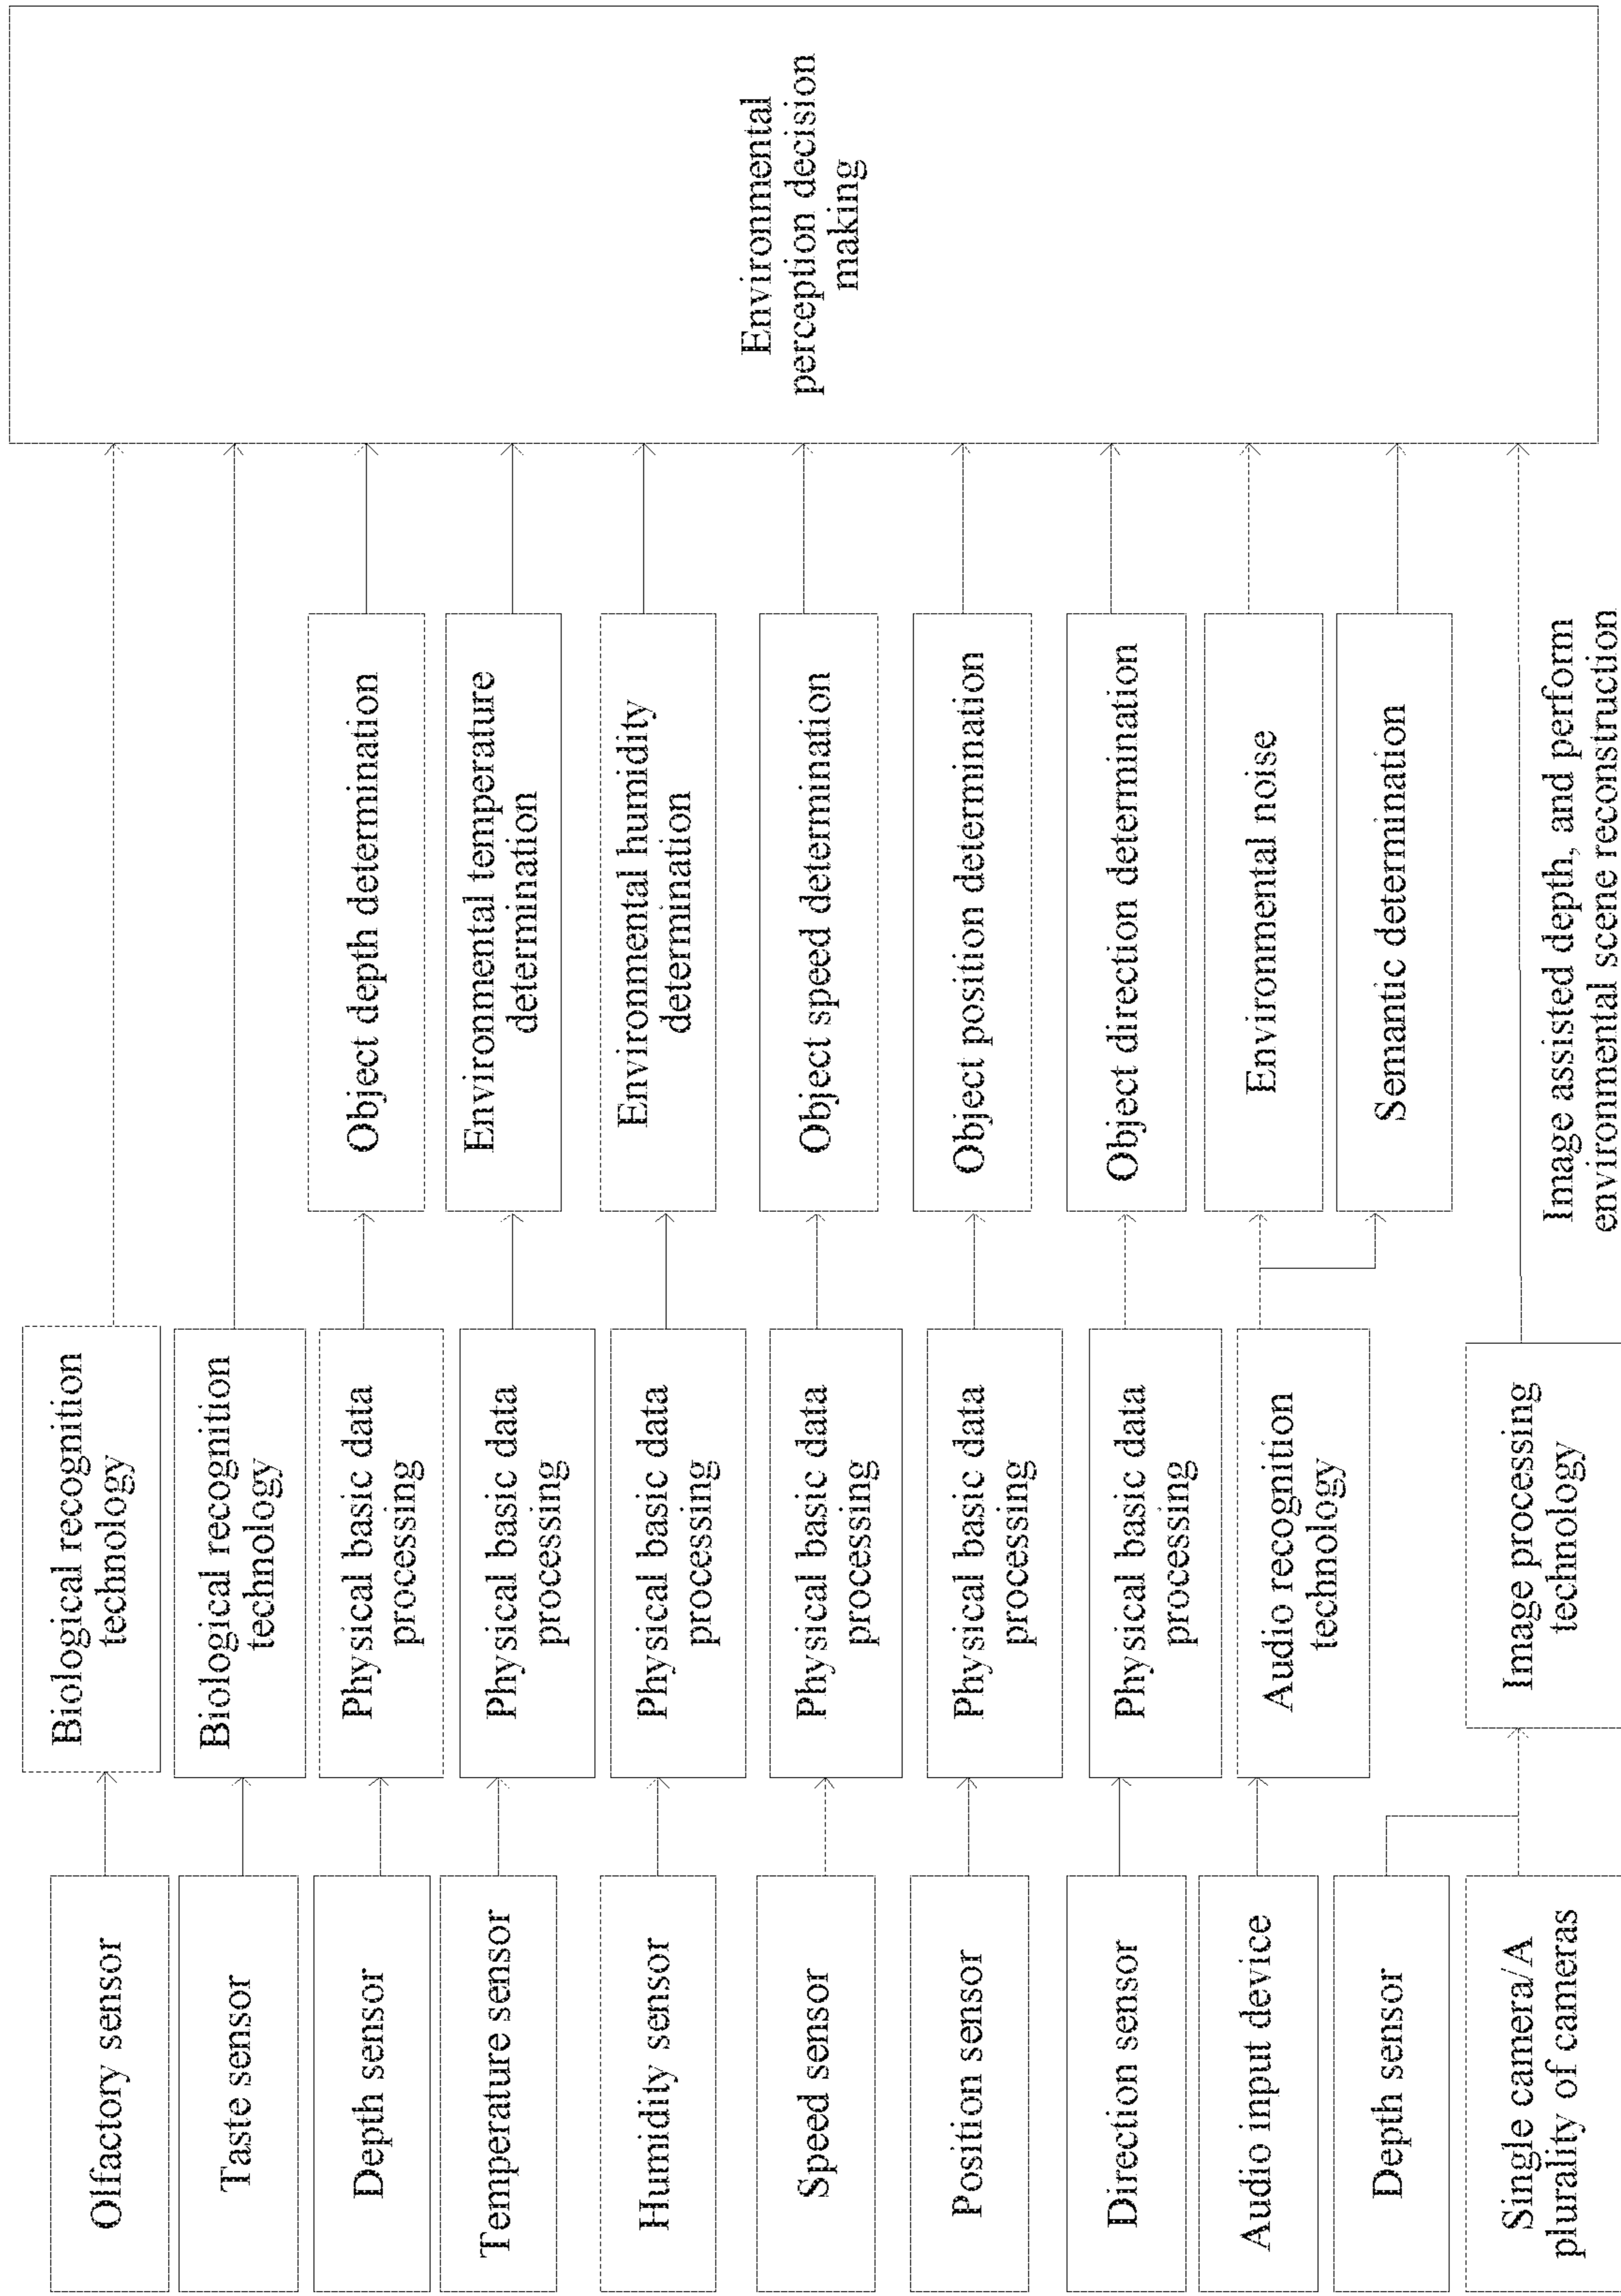 Olfactory sensor
Biological recognition
technology
Taste sensor
Biological recognition
technology
Depth sensor
Physical basic data
processing
Object depth determination
Temperature sensor
Physical basic data
processing
Environmental temperature
determination
Humidity sensor
Physical basic data
processing
Environmental humidity
determination
Speed sensor
Physical basic data
processing
Object speed determination
Position sensor
Physical basic data
processing
Object position determination
Direction sensor
Physical basic data
processing
Object direction determination
Audio input device
Audio recognition
technology
Environmental noise
Semantic determination
Depth sensor
Single camera/A
plurality of cameras
Image processing
technology
Image assisted depth, and perform
environmental scene reconstruction
Environmental
perception decision
making